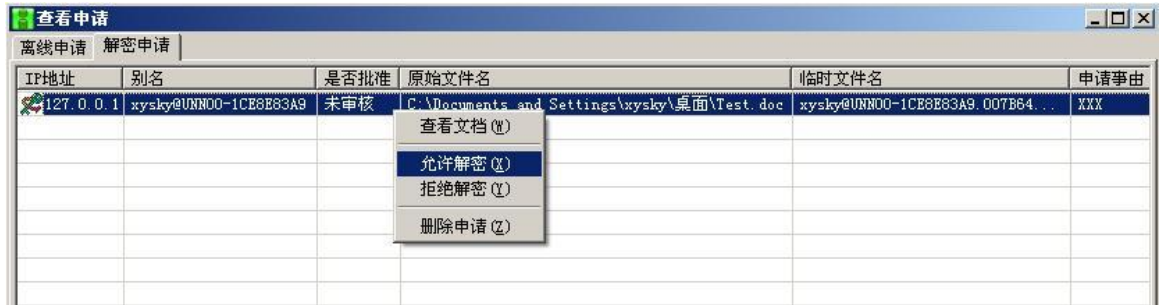 查看申请
离线申请 解密申请
IP地址 别名 是否批准 原始文件名 临时文件名 申请事由
127.0.0.1 xysky@UNNOO-1CE8E83A9 未审核 C:\Documents and Settings\xysky\桌面\Test.doc xysky@UNNOO-1CE8E83A9.007B64... XXX
查看文档(W)
允许解密(X)
拒绝解密(Y)
删除申请(Z)